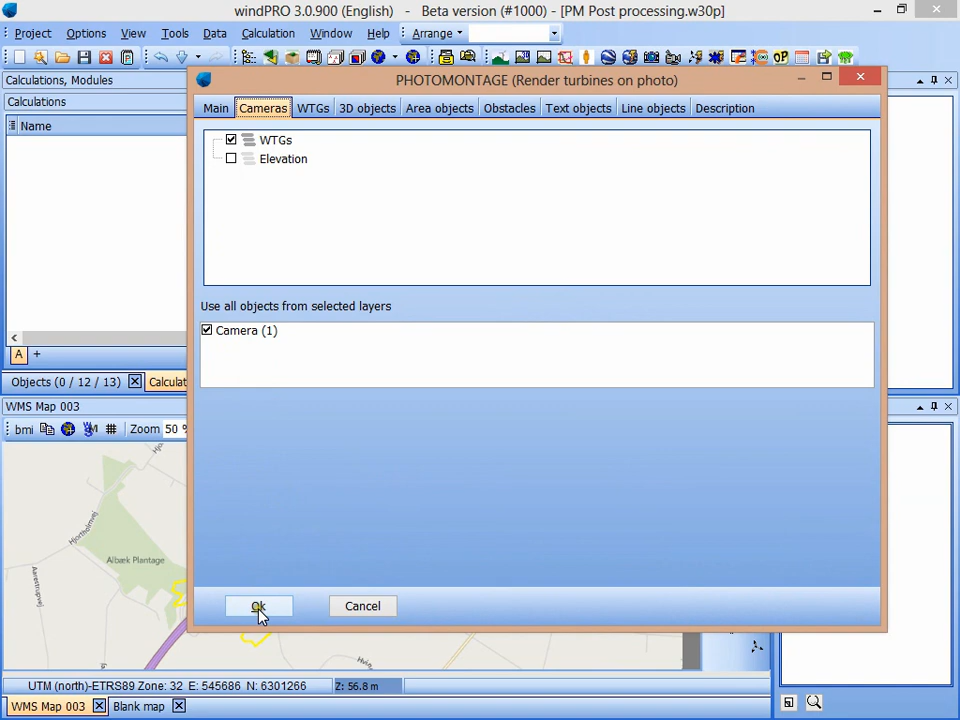 windPRO 3.0.900 (English) - Beta version (#1000) - [PM Post processing.w30p]
Project Options View Tools Data Calculation Window Help Arrange
Calculations, Modules
PHOTOMONTAGE (Render turbines on photo)
Calculations
Main Cameras WTGs 3D objects Area objects Obstacles Text objects Line objects Description
Name
WTGs
Elevation
Use all objects from selected layers
Camera (1)
A +
Objects (0 / 12 / 13) Calculat
WMS Map 003
bmi Zoom 50 %
Hjortholmvej
Albæk Plantage
Aarestrupvej
Ok Cancel
UTM (north)-ETRS89 Zone: 32 E: 545686 N: 6301266 Z: 56.8 m
WMS Map 003 Blank map